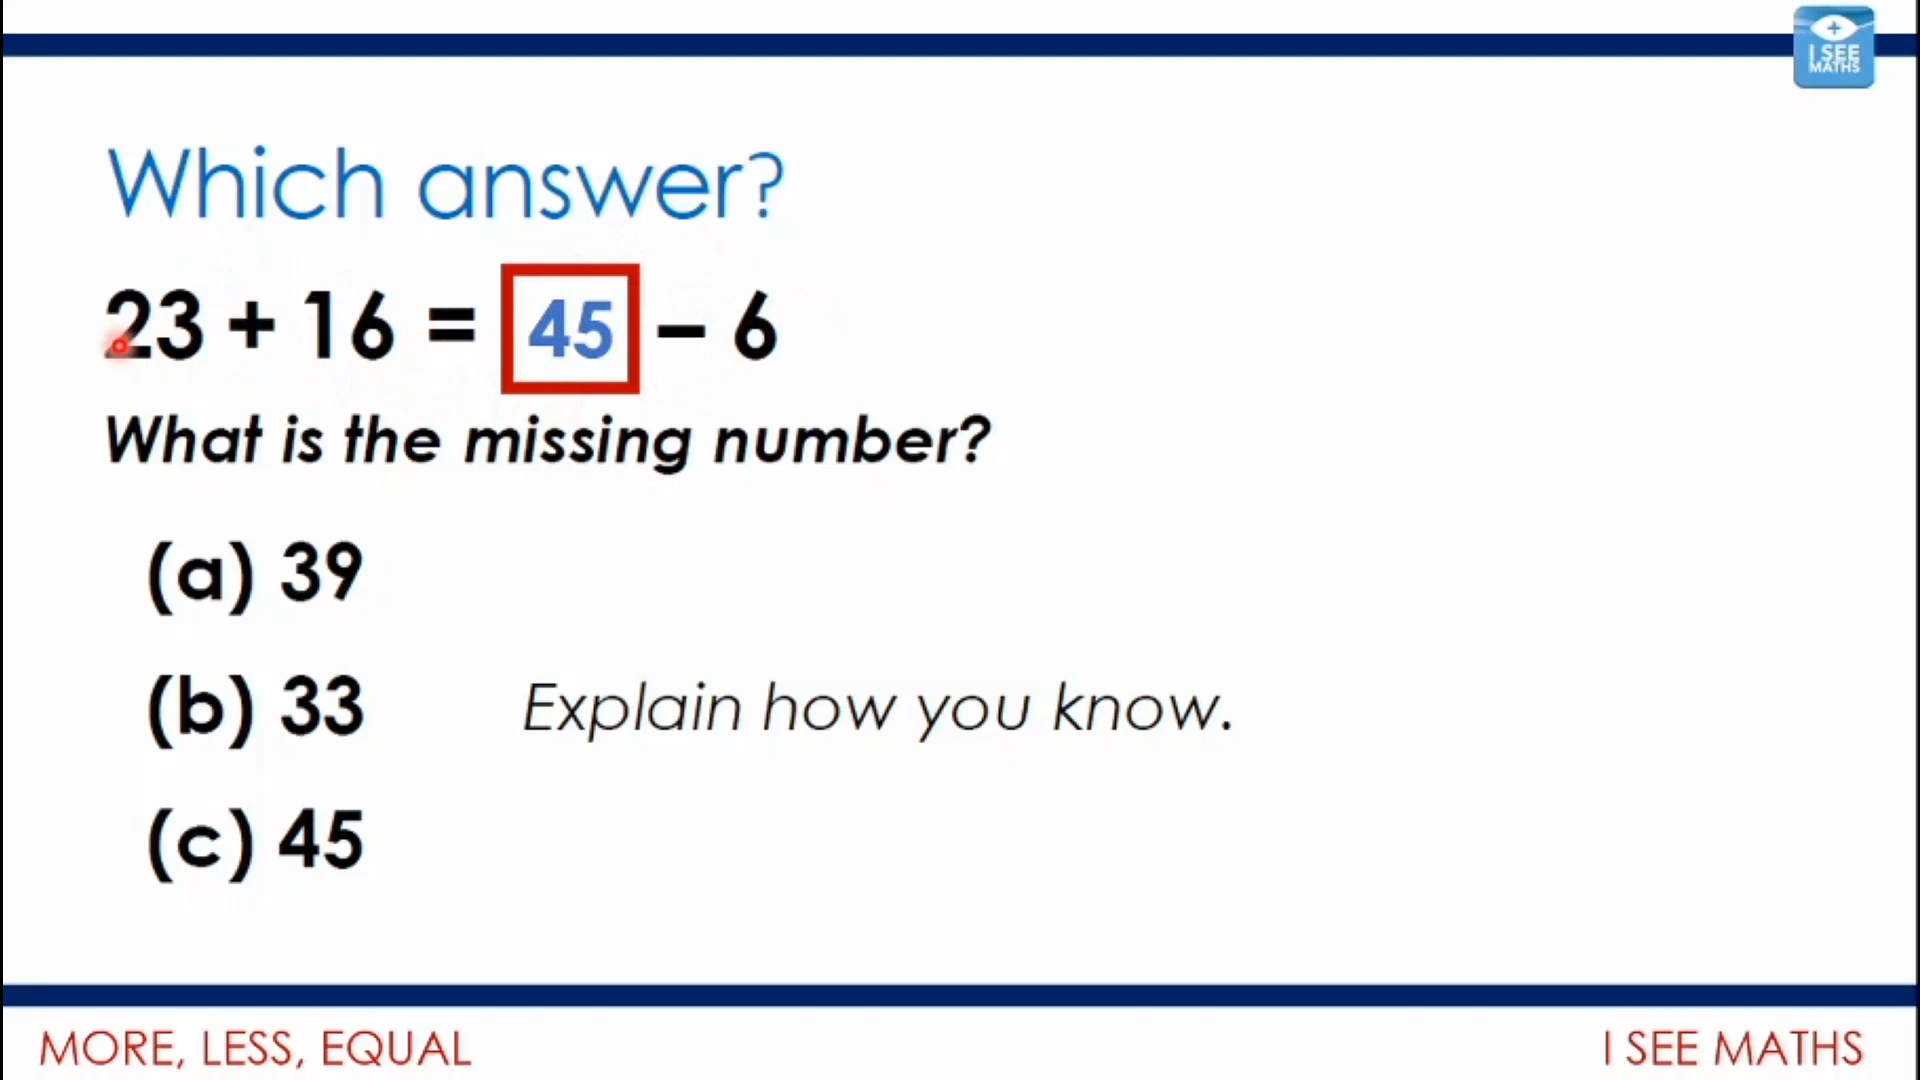 I SEE
MATHS
Which answer?
23 + 16 = 45 – 6
What is the missing number?
(a) 39
(b) 33
Explain how you know.
(c) 45
MORE, LESS, EQUAL
I SEE MATHS